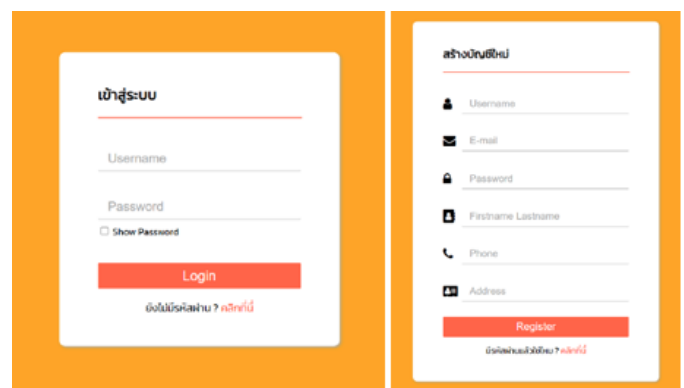 เข้าสู่ระบบ
Username
Password
Show Password
Login
ยังไม่มีรหัสผ่าน ? คลิกที่นี่
สร้างบัญชีใหม่
Username
E-mail
Password
Firstname Lastname
Phone
Address
Register
มีรหัสผ่านแล้วใช่ไหม ? คลิกที่นี่